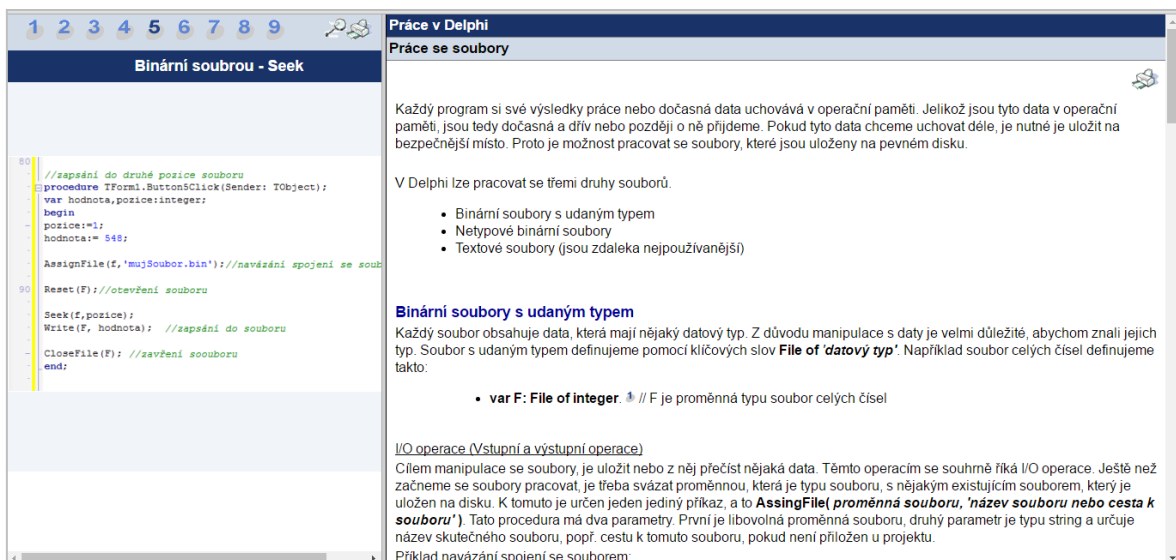 1 2 3 4 5 6 7 8 9
Binární soubrou - Seek
80
//zapsání do druhé pozice souboru
procedure TForm1.Button5Click(Sender: TObject);
var hodnota,pozice:integer;
begin
pozice:=1;
hodnota:= 548;
AssignFile(f,'mujSoubor.bin');//navázání spojení se soub
90
Reset(F);//otevření souboru
Seek(f,pozice);
Write(F, hodnota); //zapsání do souboru
CloseFile(F); //zavření soouboru
end;
Práce v Delphi
Práce se soubory
Každý program si své výsledky práce nebo dočasná data uchovává v operační paměti. Jelikož jsou tyto data v operační
paměti, jsou tedy dočasná a dřív nebo později o ně přijdeme. Pokud tyto data chceme uchovat déle, je nutné je uložit na
bezpečnější místo. Proto je možnost pracovat se soubory, které jsou uloženy na pevném disku.
V Delphi lze pracovat se třemi druhy souborů.
• Binární soubory s udaným typem
• Netypové binární soubory
• Textové soubory (jsou zdaleka nejpoužívanější)
Binární soubory s udaným typem
Každý soubor obsahuje data, která mají nějaký datový typ. Z důvodu manipulace s daty je velmi důležité, abychom znali jejich
typ. Soubor s udaným typem definujeme pomocí klíčových slov File of 'datový typ'. Například soubor celých čísel definujeme
takto:
• var F: File of integer. 1 // F je proměnná typu soubor celých čísel
I/O operace (Vstupní a výstupní operace)
Cílem manipulace se soubory, je uložit nebo z něj přečíst nějaká data. Těmto operacím se souhrně říká I/O operace. Ještě než
začneme se soubory pracovat, je třeba svázat proměnnou, která je typu souboru, s nějakým existujícím souborem, který je
uložen na disku. K tomuto je určen jeden jediný příkaz, a to AssingFile( proměnná souboru, 'název souboru nebo cesta k
souboru' ). Tato procedura má dva parametry. První je libovolná proměnná souboru, druhý parametr je typu string a určuje
název skutečného souboru, popř. cestu k tomuto souboru, pokud není přiložen u projektu.
Příklad navázání spojení se souborem: